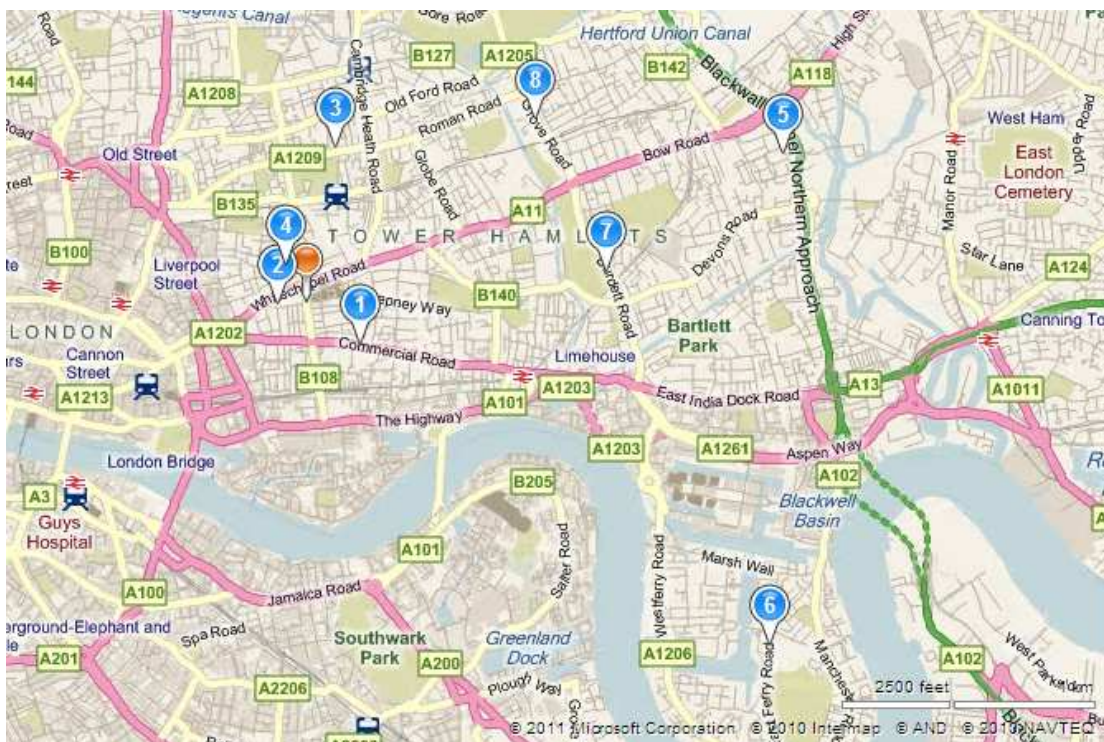 Regents Canal
Gore Road
Hertford Union Canal
High St
B127
A1205
B142
A118
144
A1208
Cambridge Heath Road
Old Ford Road
Roman Road
Grove Road
Blackwall
8
3
5
West Ham
Upper Road
Road
Old Street
A1209
Globe Road
Bow Road
Manor Road
East
London
Cemetery
B135
A11
Northern Approach
B100
4
TOWER HAMLETS
7
Devons Road
Star Lane
A124
Liverpool
Street
2
Whitechapel Road
Stepney Way
B140
Burdett Road
1
LONDON
A1202
Commercial Road
Bartlett
Park
Canning To
Cannon
Street
B108
Limehouse
A13
A1213
A1203
East India Dock Road
A1011
A101
The Highway
London Bridge
A1203
A1261
Aspen Way
A102
A3
B205
Blackwell
Basin
Guys
Hospital
A101
Salter Road
Marsh Wall
Westferry Road
A100
Jamaica Road
6
erground-Elephant and
Spa Road
Southwark
Park
Greenland
Dock
A201
A200
A1206
Ferry Road
Manchester
A102
West Park
A2206
Plough Way
2500 feet
© 2011 Microsoft Corporation © 2010 Intermap © AND © 2010 NAVTEQ